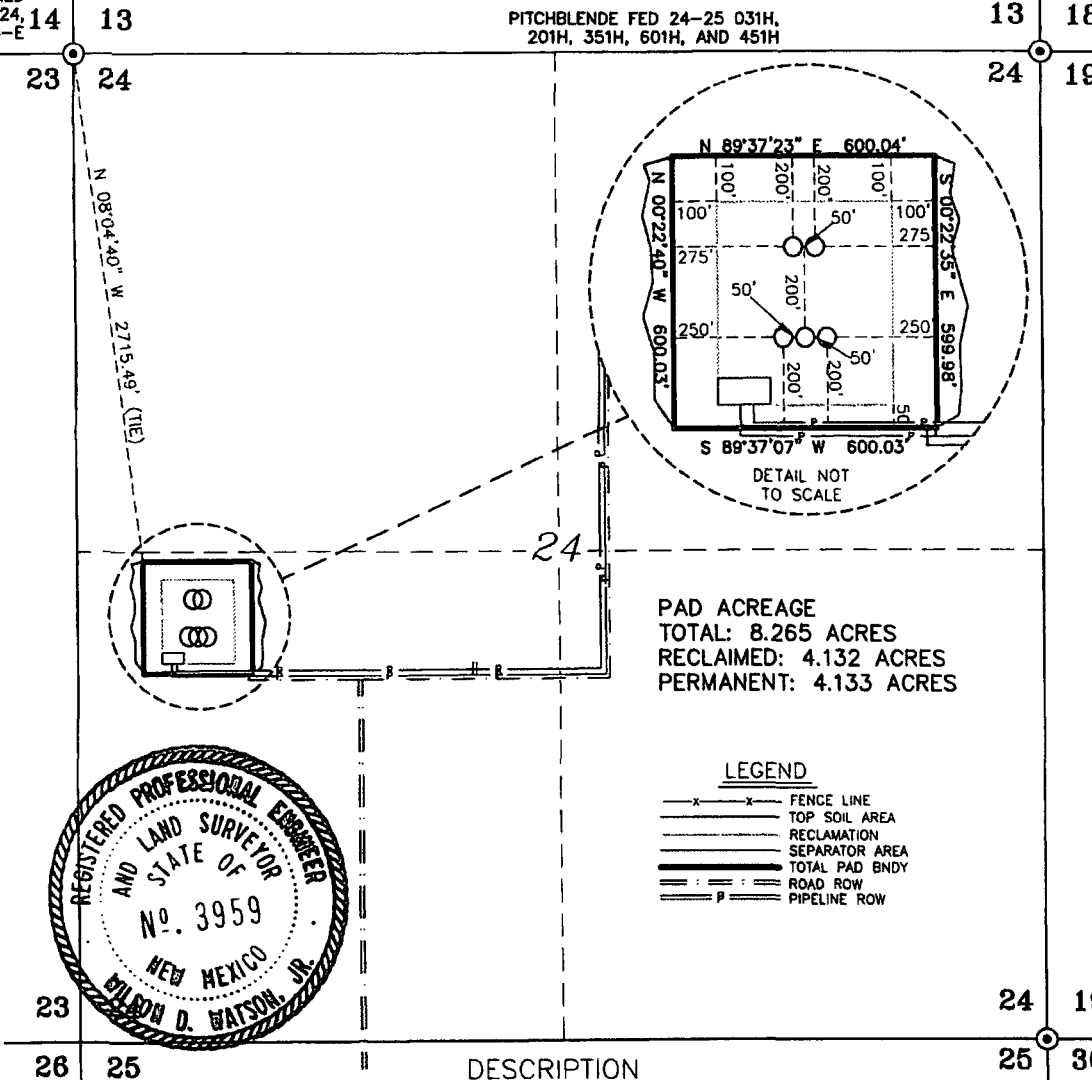 24, 14 13
-E
PITCHBLENDE FED 24-25 031H,
201H, 351H, 601H, AND 451H
13 18
23 24
24 19
N 08°04'40" W 2715.49' (TIE)
N 89°37'23" E 600.04'
100' 200' 200' 100'
N 00°22'40" W 600.03'
S 00°22'35" E 599.98'
100' 50' 100'
275' 275'
50' 200'
250' 250'
50'
200' 200' 50'
P
P P
S 89°37'07" W 600.03'
DETAIL NOT
TO SCALE
24
PAD ACREAGE
TOTAL: 8.265 ACRES
RECLAIMED: 4.132 ACRES
PERMANENT: 4.133 ACRES
LEGEND
x x FENCE LINE
TOP SOIL AREA
RECLAMATION
SEPARATOR AREA
TOTAL PAD BNDY
ROAD ROW
P PIPELINE ROW
REGISTERED PROFESSIONAL ENGINEER
AND LAND SURVEYOR
STATE OF
NEW MEXICO
No. 3959
WILSON D. WATSON, JR.
23
24
26 25
25
DESCRIPTION